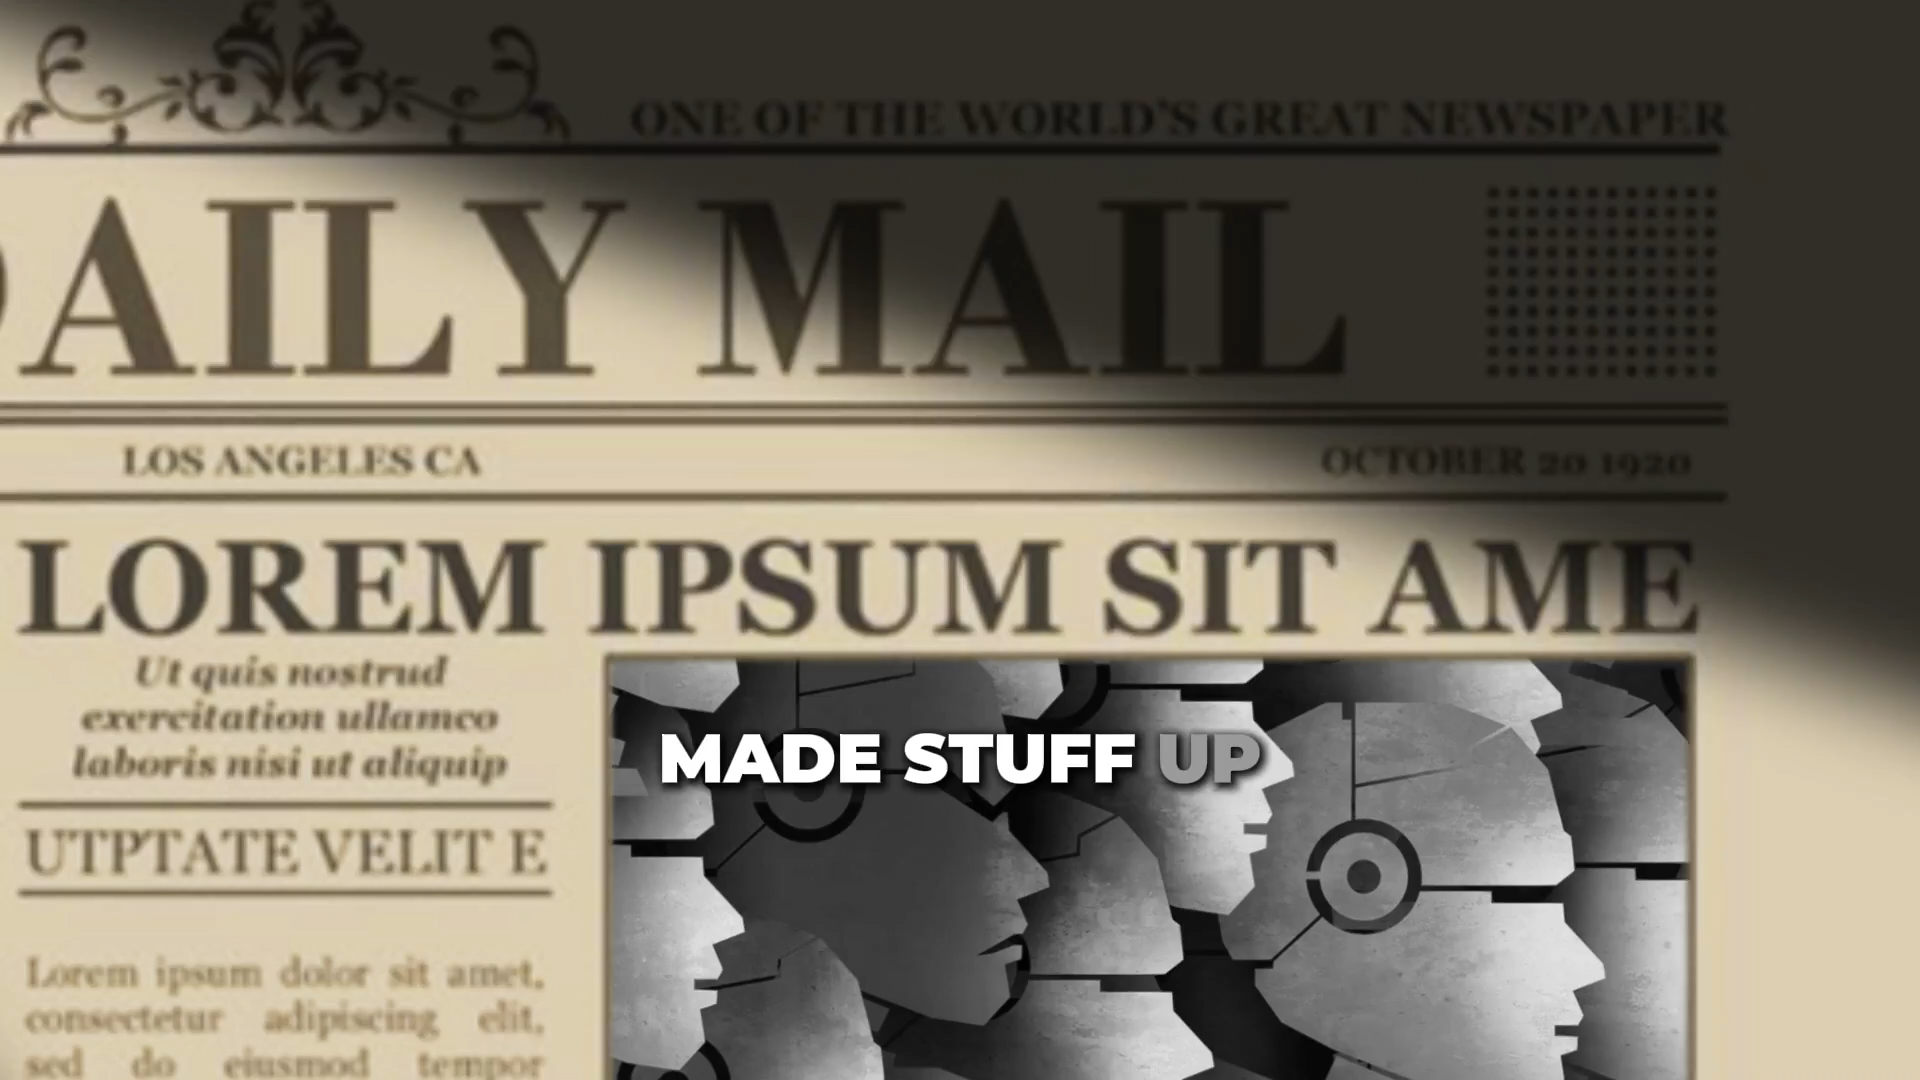 ONE OF THE WORLD'S GREAT NEWSPAPER
DAILY MAIL
LOS ANGELES CA
OCTOBER 20 1920
LOREM IPSUM SIT AME
Ut quis nostrud
exercitation ullamco
laboris nisi ut aliquip
UTPTATE VELIT E
Lorem ipsum dolor sit amet,
consectetur adipiscing elit,
sed do eiusmod tempor
MADE STUFF UP